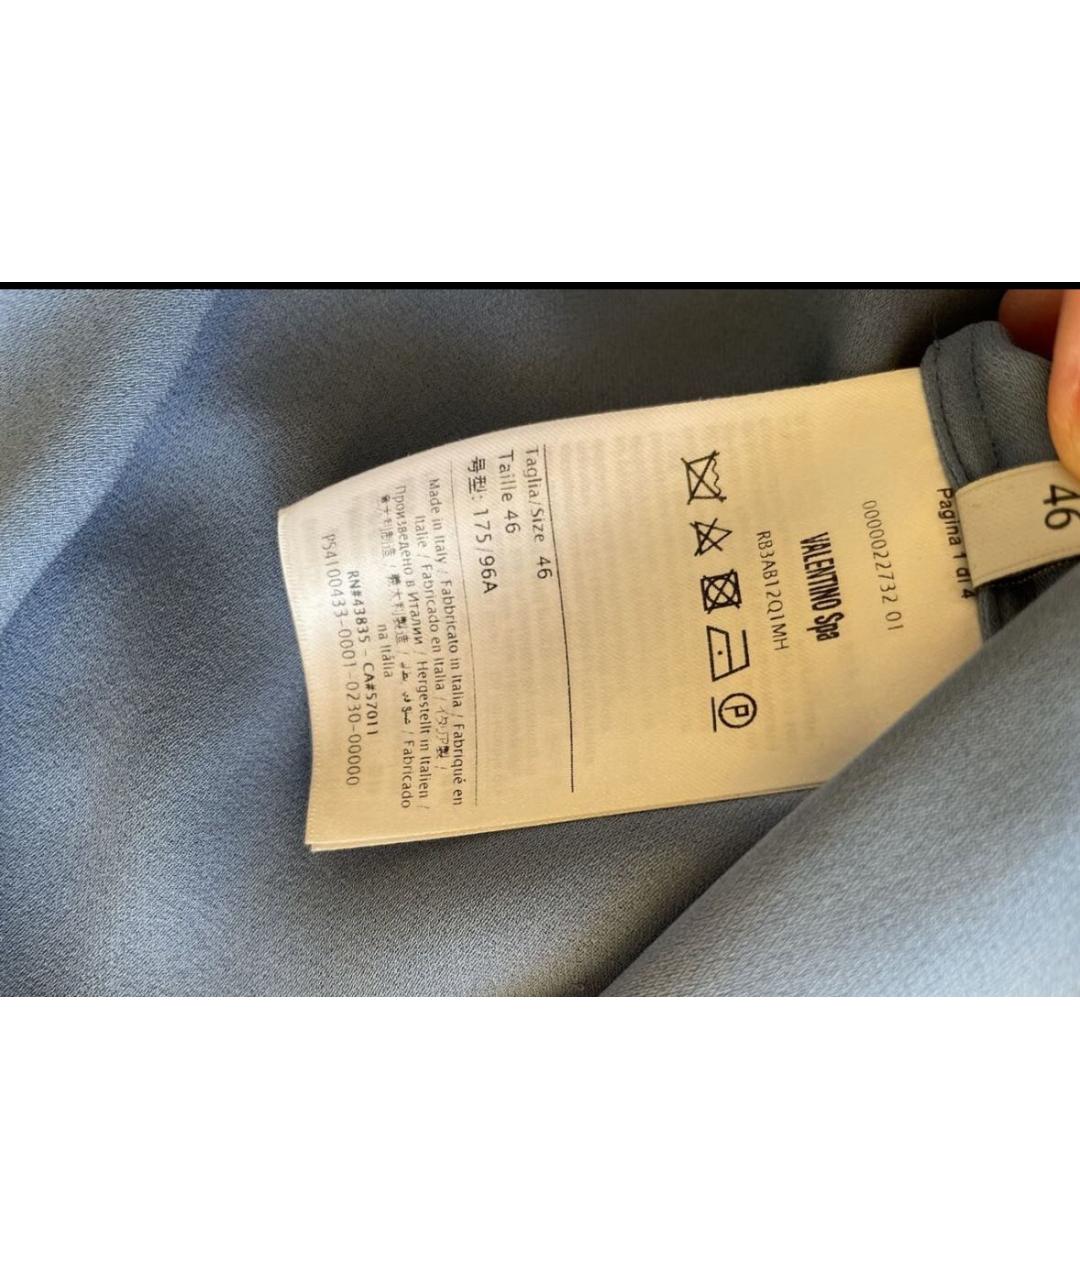 46
Pagina 1 di 4
0000022732 01
VALENTINO Spa
RB3AB12Q1MH
P
Taglia/Size 46
Taille 46
号型: 175/96A
Made in Italy / Fabbricato in Italia / Fabriqué en
Italie / Fabricado en Italia / イタリア製 /
Произведено в Италии / Hergestellt in Italien /
意大利制造 / 義大利製造 / / Fabricado
na Itália
RN#43835 - CA#57011
PS4100433-0001-0230-00000